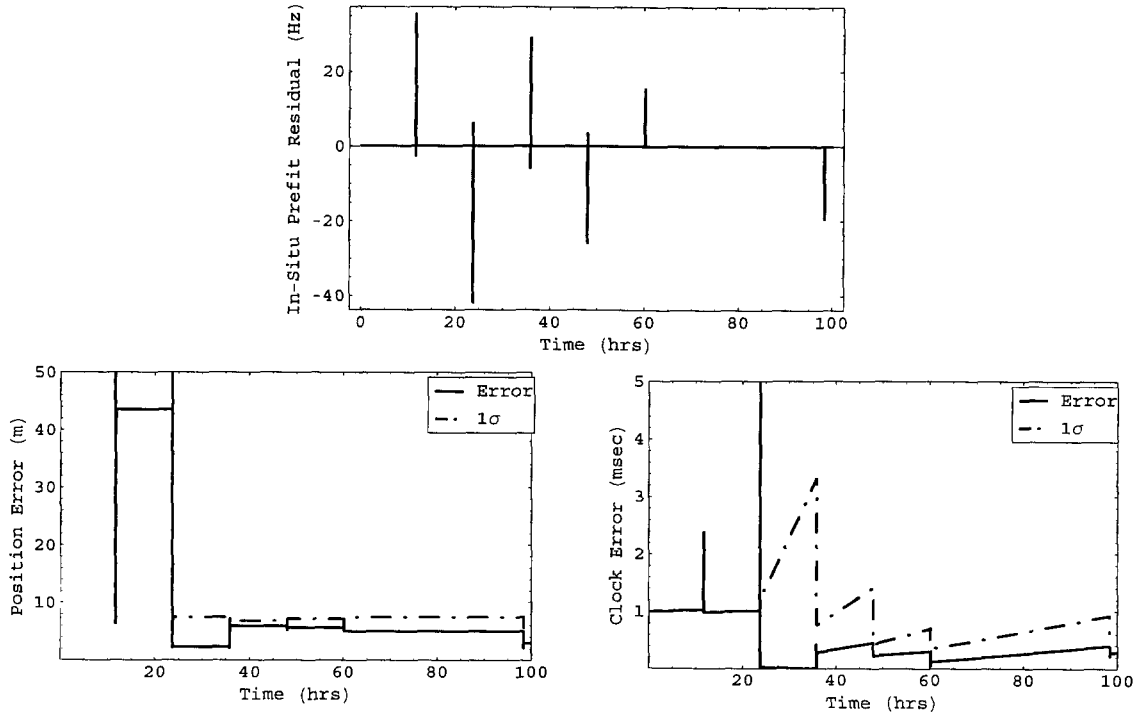 In-Situ Prefit Residual (Hz)
20
0
-20
-40
0 20 40 60 80 100
Time (hrs)
Position Error (m)
50
40
30
20
10
20 40 60 80 100
Time (hrs)
Error
1σ
Clock Error (msec)
5
4
3
2
1
20 40 60 80 100
Time (hrs)
Error
1σ